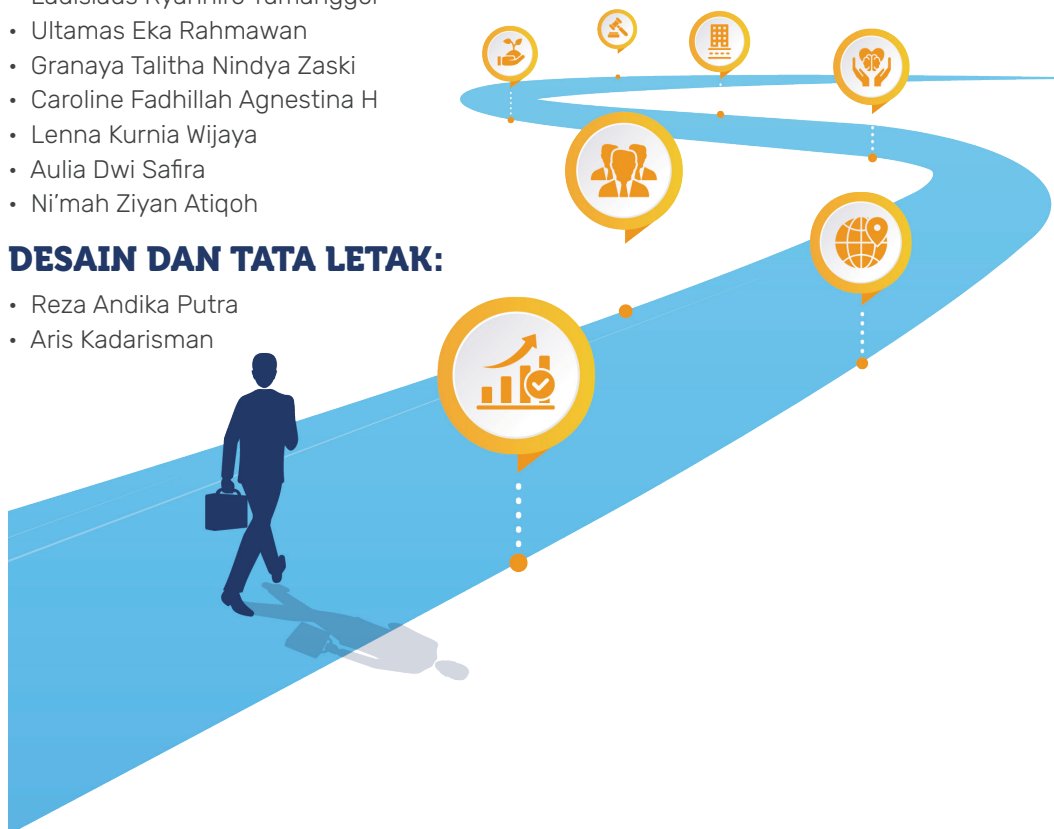 • Ultamas Eka Rahmawan
• Granaya Talitha Nindya Zaski
• Caroline Fadhillah Agnestina H
• Lenna Kurnia Wijaya
• Aulia Dwi Safira
• Ni'mah Ziyan Atiqoh
DESAIN DAN TATA LETAK:
• Reza Andika Putra
• Aris Kadarisman